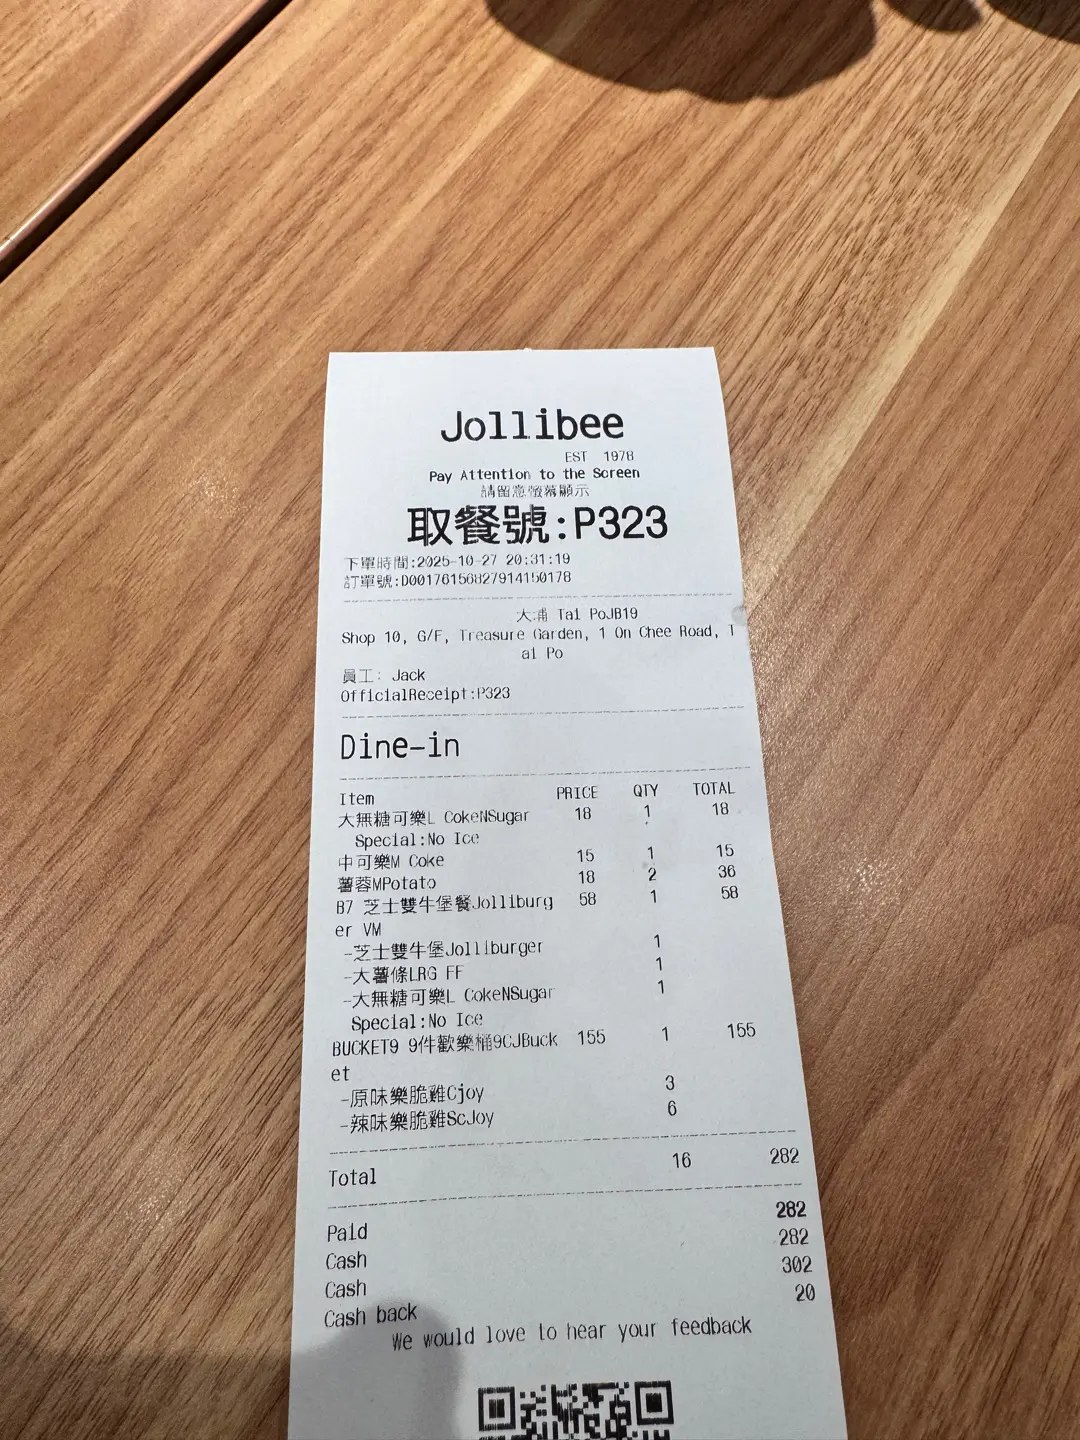 Jollibee
EST 1978
Pay Attention to the Screen
請留意螢幕顯示
取餐號:P323
下單時間:2025-10-27 20:31:19
訂單號:D00176156827914150178
大埔 Tai PoJB19
Shop 10, G/F, Treasure Garden, 1 On Chee Road, T
ai Po
員工: Jack
OfficialReceipt:P323
Dine-in
Item PRICE QTY TOTAL
大無糖可樂L CokeNSugar 18 1 18
Special:No Ice
中可樂M Coke 15 1 15
薯蓉MPotato 18 2 36
B7 芝士雙牛堡餐Jolliburg 58 1 58
er VM
-芝士雙牛堡Jolliburger 1
-大薯條LRG FF 1
-大無糖可樂L CokeNSugar 1
Special:No Ice
BUCKET9 9件歡樂桶9CJBuck 155 1 155
et
-原味樂脆雞Cjoy 3
-辣味樂脆雞ScJoy 6
Total 16 282
Paid 282
Cash 282
Cash 302
Cash back 20
We would love to hear your feedback